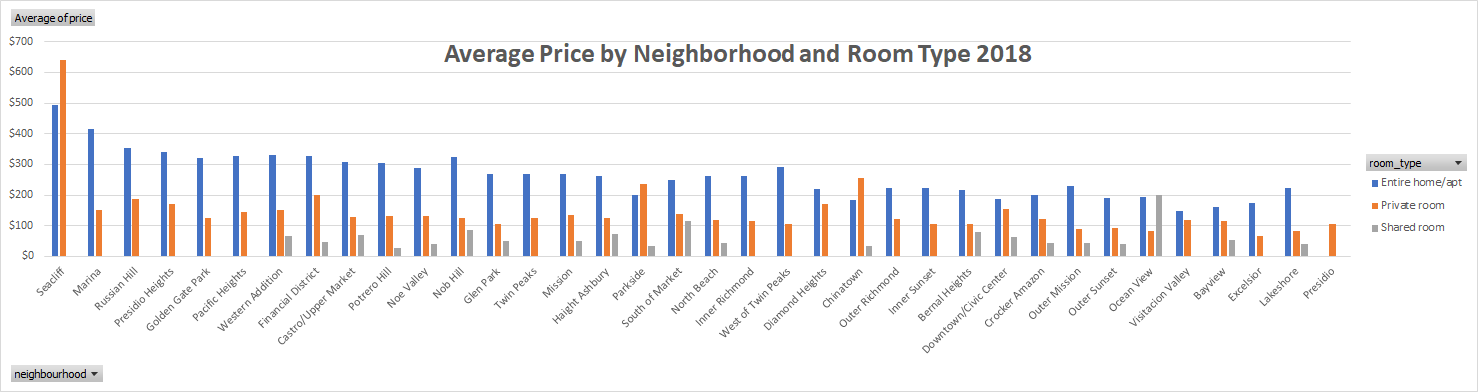 Average of price
Average Price by Neighborhood and Room Type 2018
$700
$600
$500
$400
$300
$200
$100
$0
Seacliff
Marina
Russian Hill
Presidio Heights
Golden Gate Park
Pacific Heights
Western Addition
Financial District
Castro/Upper Market
Potrero Hill
Noe Valley
Nob Hill
Glen Park
Twin Peaks
Mission
Haight Ashbury
Parkside
South of Market
North Beach
Inner Richmond
West of Twin Peaks
Diamond Heights
Chinatown
Outer Richmond
Inner Sunset
Bernal Heights
Downtown/Civic Center
Crocker Amazon
Outer Mission
Outer Sunset
Ocean View
Visitacion Valley
Bayview
Excelsior
Lakeshore
Presidio
room_type
Entire home/apt
Private room
Shared room
neighbourhood